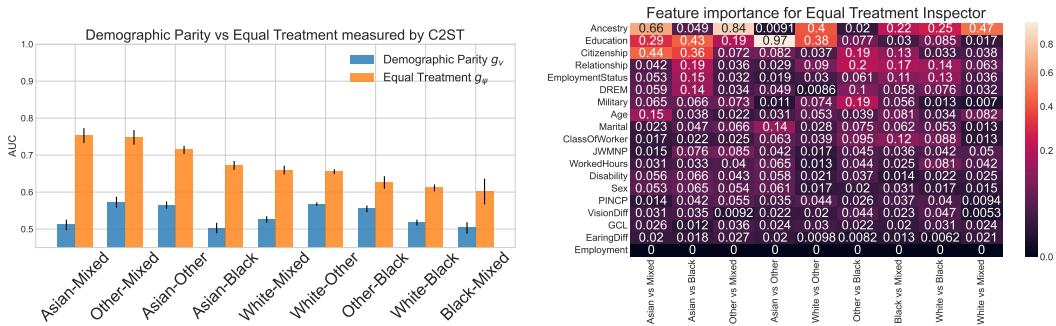 Demographic Parity vs Equal Treatment measured by C2ST
1.0
0.9
0.8
0.7
0.6
0.5
AUC
Demographic Parity gᵥ
Equal Treatment gᵩ
Asian-Mixed
Other-Mixed
Asian-Other
Asian-Black
White-Mixed
White-Other
Other-Black
White-Black
Black-Mixed
Feature importance for Equal Treatment Inspector
Ancestry 0.66 0.049 0.84 0.0091 0.4 0.02 0.22 0.25 0.47
Education 0.29 0.43 0.19 0.97 0.38 0.077 0.03 0.085 0.017
Citizenship 0.44 0.36 0.072 0.082 0.037 0.19 0.13 0.033 0.038
Relationship 0.042 0.19 0.036 0.029 0.09 0.2 0.17 0.14 0.063
EmploymentStatus 0.053 0.15 0.032 0.019 0.03 0.061 0.11 0.13 0.036
DREM 0.059 0.14 0.034 0.049 0.0086 0.1 0.058 0.076 0.032
Military 0.065 0.066 0.073 0.011 0.074 0.19 0.056 0.013 0.007
Age 0.15 0.038 0.022 0.031 0.053 0.039 0.081 0.034 0.082
Marital 0.023 0.047 0.066 0.14 0.028 0.075 0.062 0.053 0.013
ClassOfWorker 0.017 0.022 0.025 0.063 0.028 0.095 0.12 0.088 0.013
JWMNP 0.015 0.076 0.085 0.042 0.017 0.045 0.036 0.042 0.05
WorkedHours 0.031 0.033 0.04 0.065 0.013 0.044 0.025 0.081 0.042
Disability 0.056 0.066 0.043 0.058 0.021 0.037 0.014 0.022 0.025
Sex 0.053 0.065 0.054 0.061 0.017 0.02 0.031 0.017 0.015
PINCP 0.014 0.042 0.055 0.035 0.044 0.026 0.037 0.04 0.0094
VisionDiff 0.031 0.035 0.0092 0.022 0.02 0.044 0.023 0.047 0.0053
GCL 0.026 0.012 0.036 0.024 0.03 0.022 0.02 0.031 0.024
EaringDiff 0.02 0.018 0.027 0.02 0.0098 0.0082 0.013 0.0062 0.021
Employment 0 0 0 0 0 0 0 0 0
Asian vs Mixed
Asian vs Black
Other vs Mixed
Asian vs Other
White vs Other
Other vs Black
Black vs Mixed
White vs Black
White vs Mixed
0.8
0.6
0.4
0.2
0.0